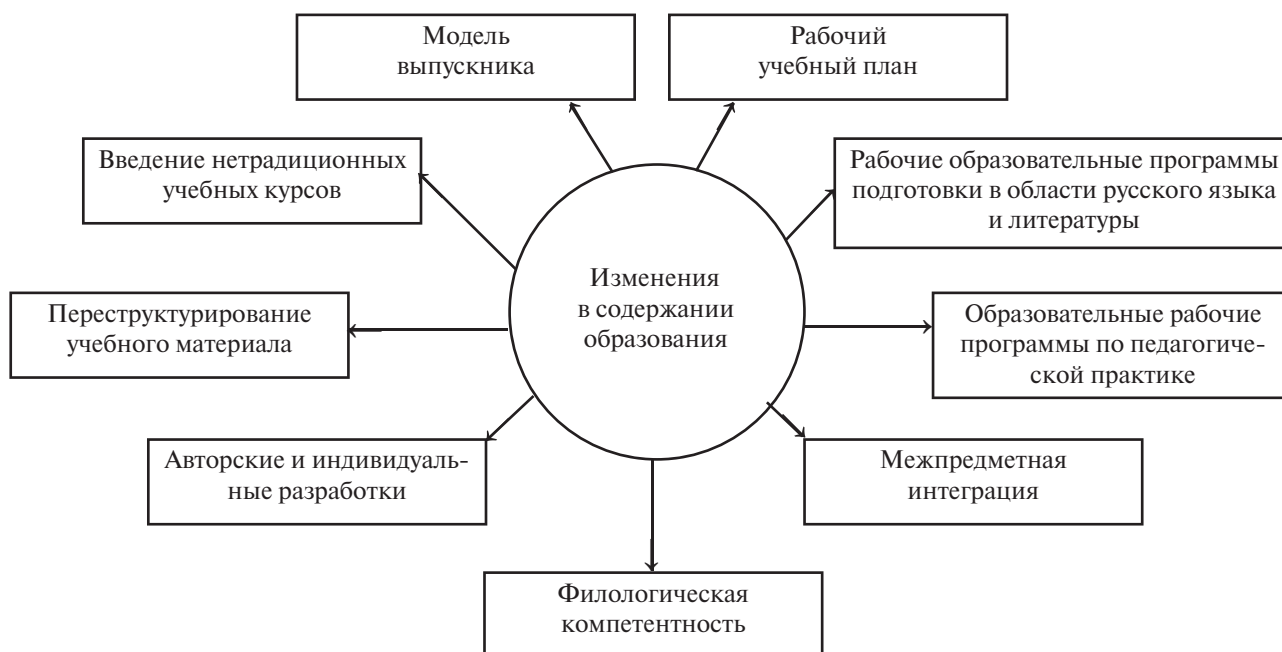 Модель
выпускника
Рабочий
учебный план
Введение нетрадиционных
учебных курсов
Рабочие образовательные программы
подготовки в области русского языка
и литературы
Изменения
в содержании
образования
Переструктурирование
учебного материала
Образовательные рабочие
программы по педагогиче-
ской практике
Авторские и индивидуаль-
ные разработки
Межпредметная
интеграция
Филологическая
компетентность